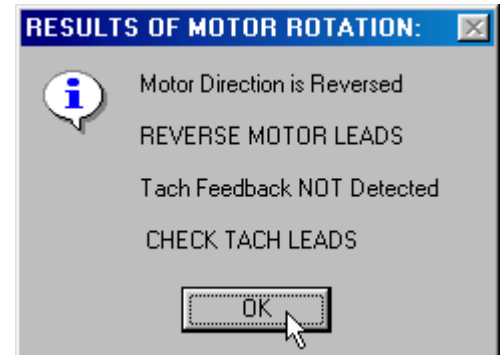 RESULTS OF MOTOR ROTATION:
Motor Direction is Reversed
REVERSE MOTOR LEADS
Tach Feedback NOT Detected
CHECK TACH LEADS
OK